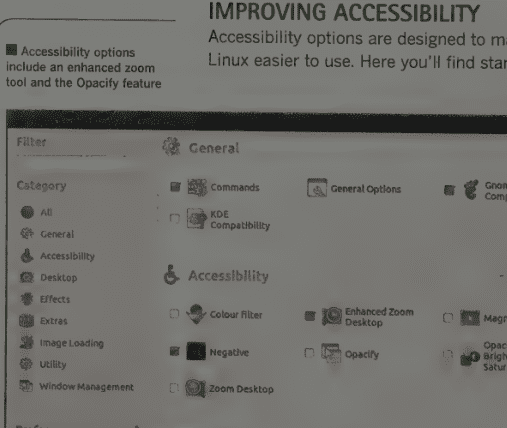 IMPROVING ACCESSIBILITY
Accessibility options are designed to
Linux easier to use. Here you'll find
Accessibility options
include an enhanced zoom
tool and the Opacify feature
Filter
Category
All
General
Accessibility
Desktop
Effects
Extras
Image Loading
Utility
Window Management
General
Commands
General Options
KDE
Compatibility
Accessibility
Colour Filter
Enhanced Zoom
Desktop
Negative
Opacify
Zoom Desktop